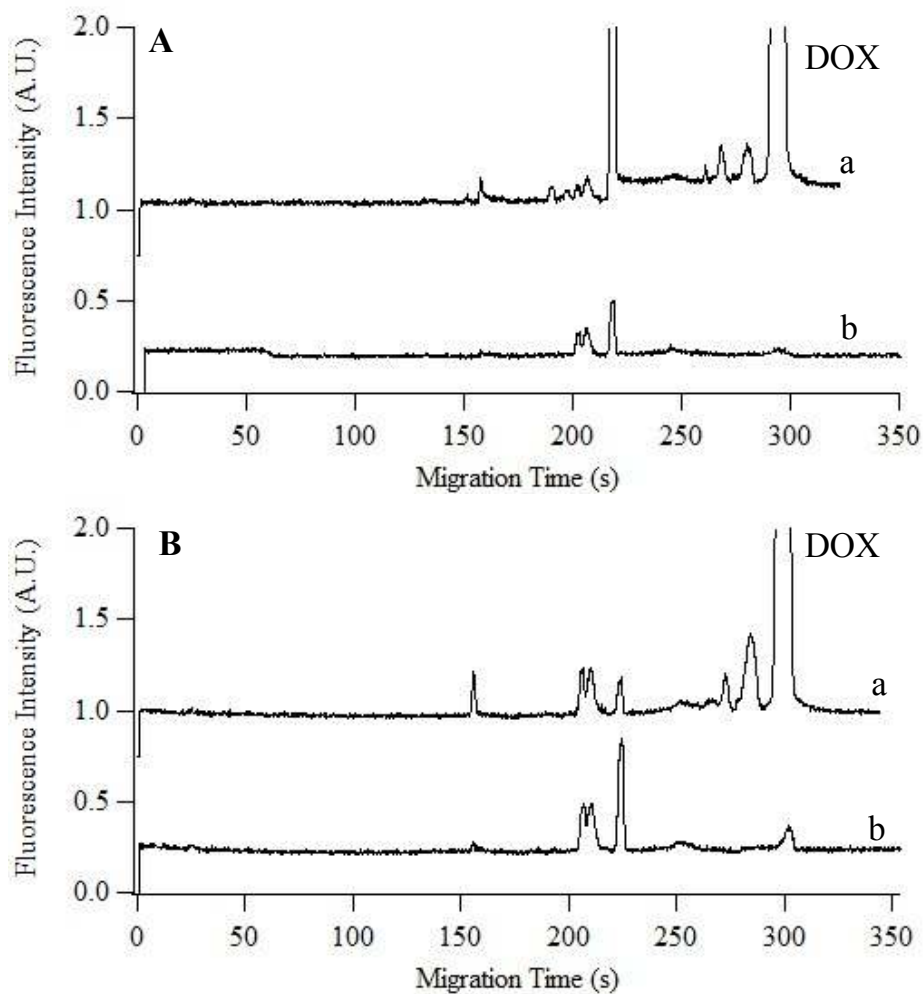 A
DOX
a
b
Fluorescence Intensity (A.U.)
2.0
1.5
1.0
0.5
0.0
0 50 100 150 200 250 300 350
Migration Time (s)
B
DOX
a
b
Fluorescence Intensity (A.U.)
2.0
1.5
1.0
0.5
0.0
0 50 100 150 200 250 300 350
Migration Time (s)